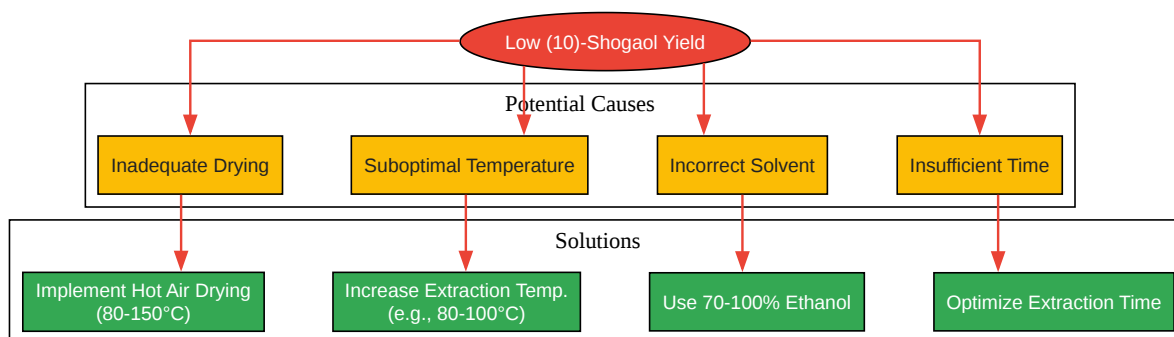 Low (10)-Shogaol Yield
Potential Causes
Inadequate Drying
Suboptimal Temperature
Incorrect Solvent
Insufficient Time
Solutions
Implement Hot Air Drying
(80-150°C)
Increase Extraction Temp.
(e.g., 80-100°C)
Use 70-100% Ethanol
Optimize Extraction Time